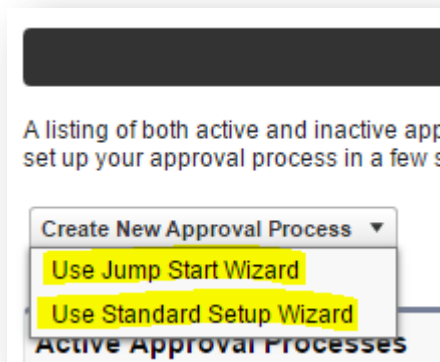 A listing of both active and inactive
set up your approval process in a few
Create New Approval Process
Use Jump Start Wizard
Use Standard Setup Wizard
Active Approval Processes